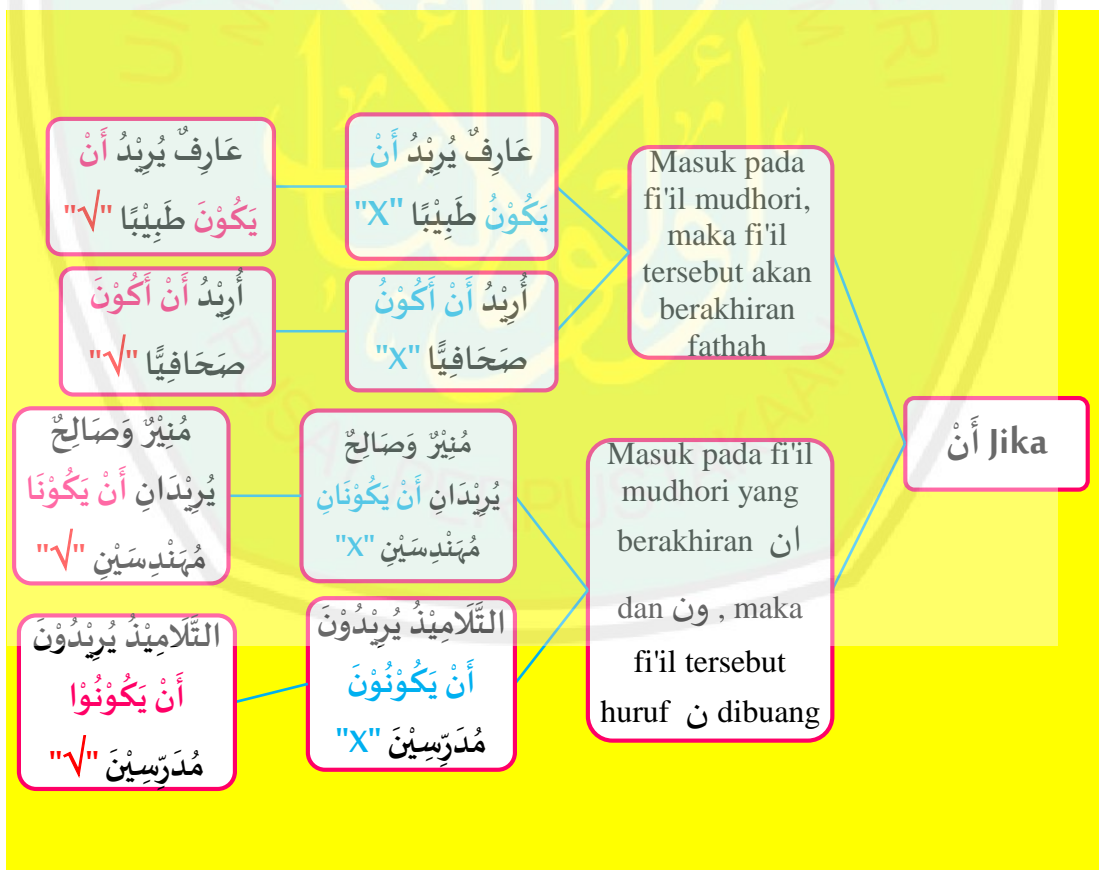 Jika أَنْ
Masuk pada
fi'il mudhori,
maka fi'il
tersebut akan
berakhiran
fathah
عَارِفٌ يُرِيْدُ أَنْ
يَكُوْنُ طَبِيْبًا "X"
عَارِفٌ يُرِيْدُ أَنْ
يَكُوْنَ طَبِيْبًا "√"
أُرِيْدُ أَنْ أَكُوْنُ
صَحَافِيًّا "X"
أُرِيْدُ أَنْ أَكُوْنَ
صَحَافِيًّا "√"
Masuk pada fi'il
mudhori yang
berakhiran ان
dan ون , maka
fi'il tersebut
huruf ن dibuang
مُنِيْرٌ وَصَالِحٌ
يُرِيْدَانِ أَنْ يَكُوْنَانِ
مُهَنْدِسَيْنِ "X"
مُنِيْرٌ وَصَالِحٌ
يُرِيْدَانِ أَنْ يَكُوْنَا
مُهَنْدِسَيْنِ "√"
التَّلَامِيْذُ يُرِيْدُوْنَ
أَنْ يَكُوْنُوْنَ
مُدَرِّسِيْنَ "X"
التَّلَامِيْذُ يُرِيْدُوْنَ
أَنْ يَكُوْنُوْا
مُدَرِّسِيْنَ "√"